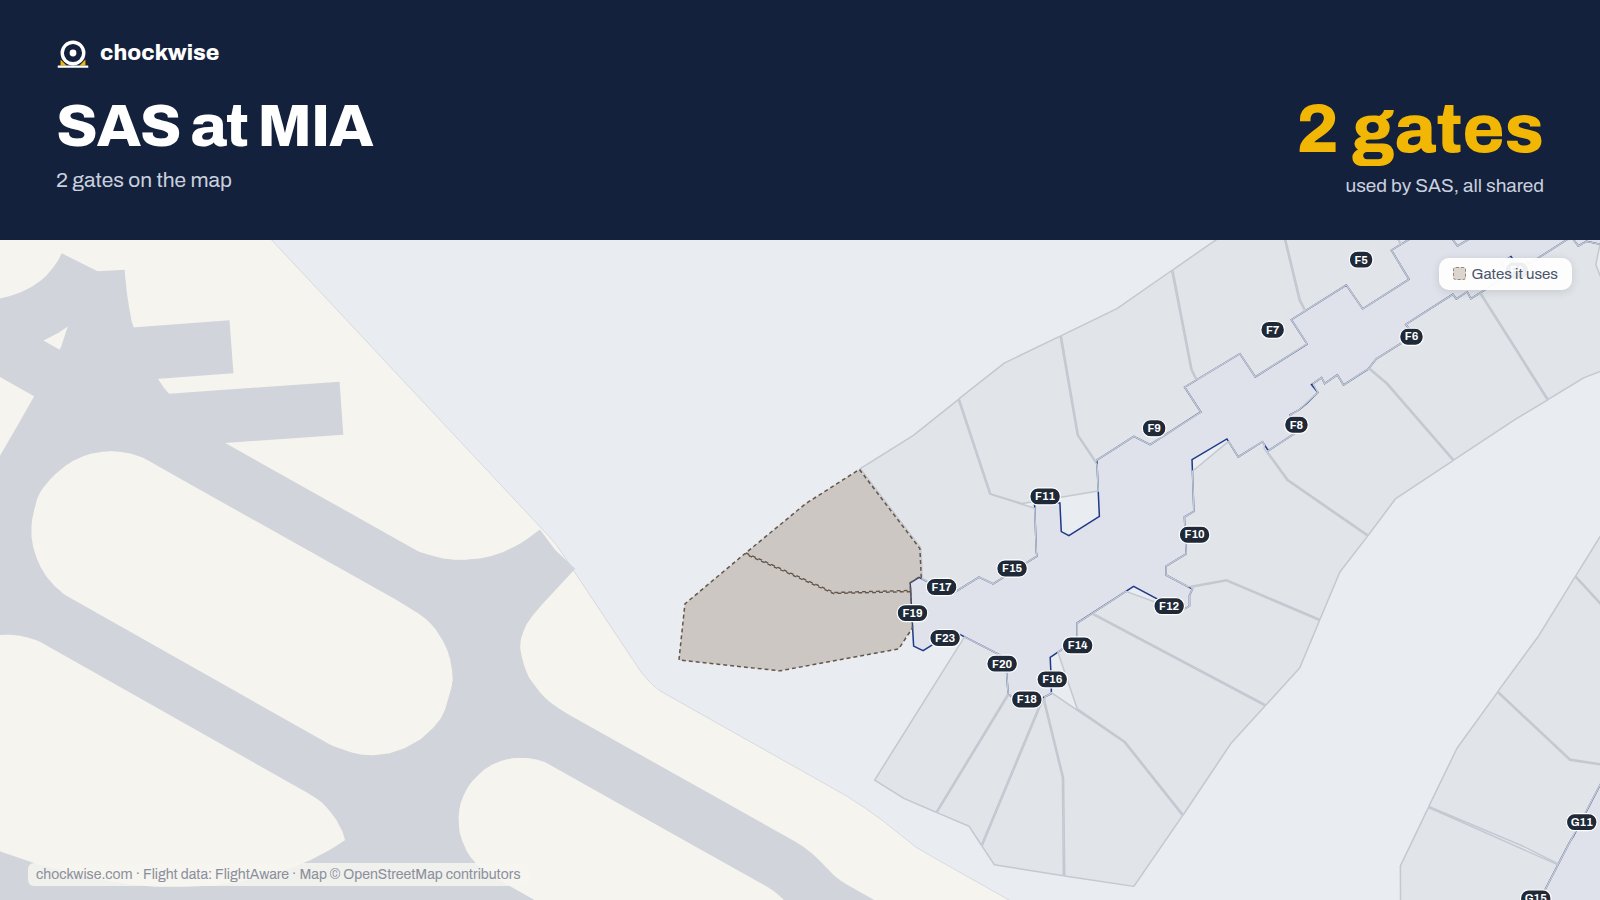 chockwise
SAS at MIA
2 gates on the map
2 gates
used by SAS, all shared
Gates it uses
F5
F7
F6
F9
F8
F11
F10
F15
F17
F12
F19
F23
F14
F20
F16
F18
G11
G15
chockwise.com · Flight data: FlightAware · Map © OpenStreetMap contributors